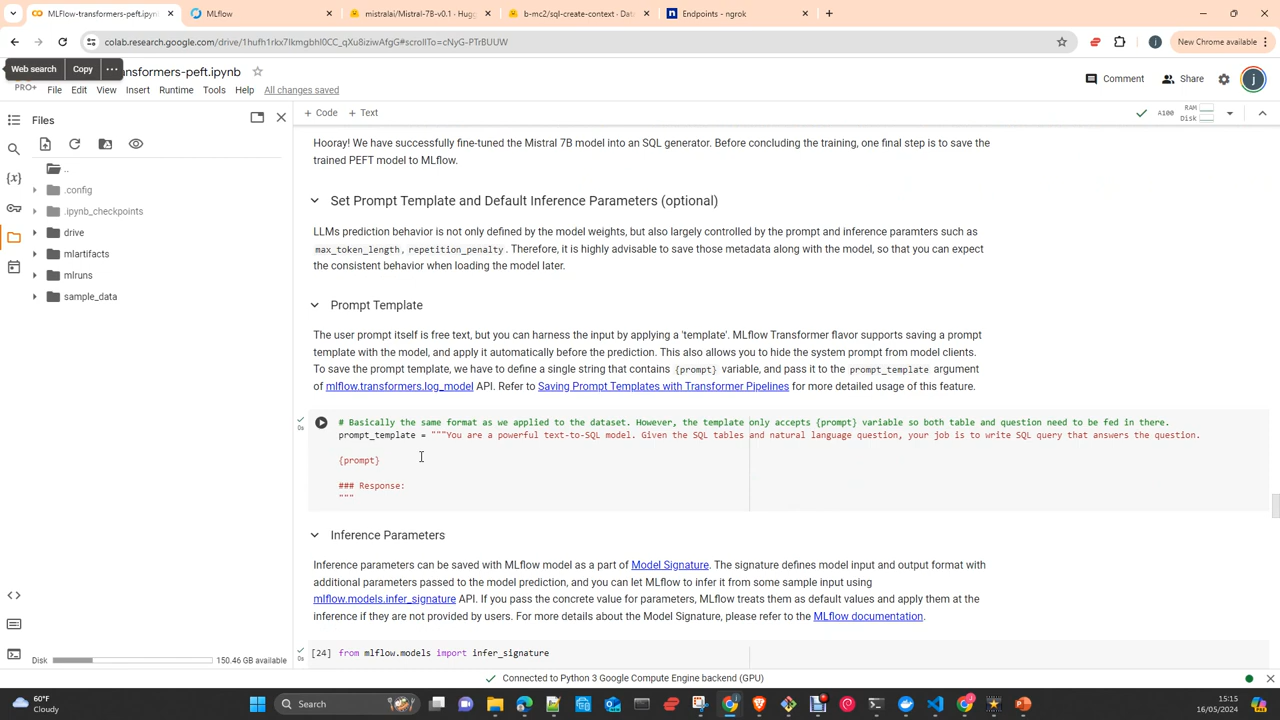 MLFlow-transformers-peft.ipynb
MLflow
mistralai/Mistral-7B-v0.1 · Hugg
b-mc2/sql-create-context · Data
Endpoints - ngrok
colab.research.google.com/drive/1hufh1rkx7lkmgbhl0CC_qXu8iziwAfgG#scrollTo=cNyG-PTrBUUW
New Chrome available
Web search
Copy
nsformers-peft.ipynb
PRO+
File
Edit
View
Insert
Runtime
Tools
Help
All changes saved
Comment
Share
j
Files
+ Code
+ Text
A100
RAM
Disk
..
.config
.ipynb_checkpoints
drive
mlartifacts
mlruns
sample_data
Hooray! We have successfully fine-tuned the Mistral 7B model into an SQL generator. Before concluding the training, one final step is to save the
trained PEFT model to MLflow.
Set Prompt Template and Default Inference Parameters (optional)
LLMs prediction behavior is not only defined by the model weights, but also largely controlled by the prompt and inference paramters such as
max_token_length, repetition_penalty. Therefore, it is highly advisable to save those metadata along with the model, so that you can expect
the consistent behavior when loading the model later.
Prompt Template
The user prompt itself is free text, but you can harness the input by applying a 'template'. MLflow Transformer flavor supports saving a prompt
template with the model, and apply it automatically before the prediction. This also allows you to hide the system prompt from model clients.
To save the prompt template, we have to define a single string that contains {prompt} variable, and pass it to the prompt_template argument
of mlflow.transformers.log_model API. Refer to Saving Prompt Templates with Transformer Pipelines for more detailed usage of this feature.
# Basically the same format as we applied to the dataset. However, the template only accepts {prompt} variable so both table and question need to be fed in there.
prompt_template = """You are a powerful text-to-SQL model. Given the SQL tables and natural language question, your job is to write SQL query that answers the question.
{prompt}
### Response:
"""
0s
Inference Parameters
Inference parameters can be saved with MLflow model as a part of Model Signature. The signature defines model input and output format with
additional parameters passed to the model prediction, and you can let MLflow to infer it from some sample input using
mlflow.models.infer_signature API. If you pass the concrete value for parameters, MLflow treats them as default values and apply them at the
inference if they are not provided by users. For more details about the Model Signature, please refer to the MLflow documentation.
0s
[24] from mlflow.models import infer_signature
Disk
150.46 GB available
Connected to Python 3 Google Compute Engine backend (GPU)
60°F
Cloudy
Search
15:15
16/05/2024